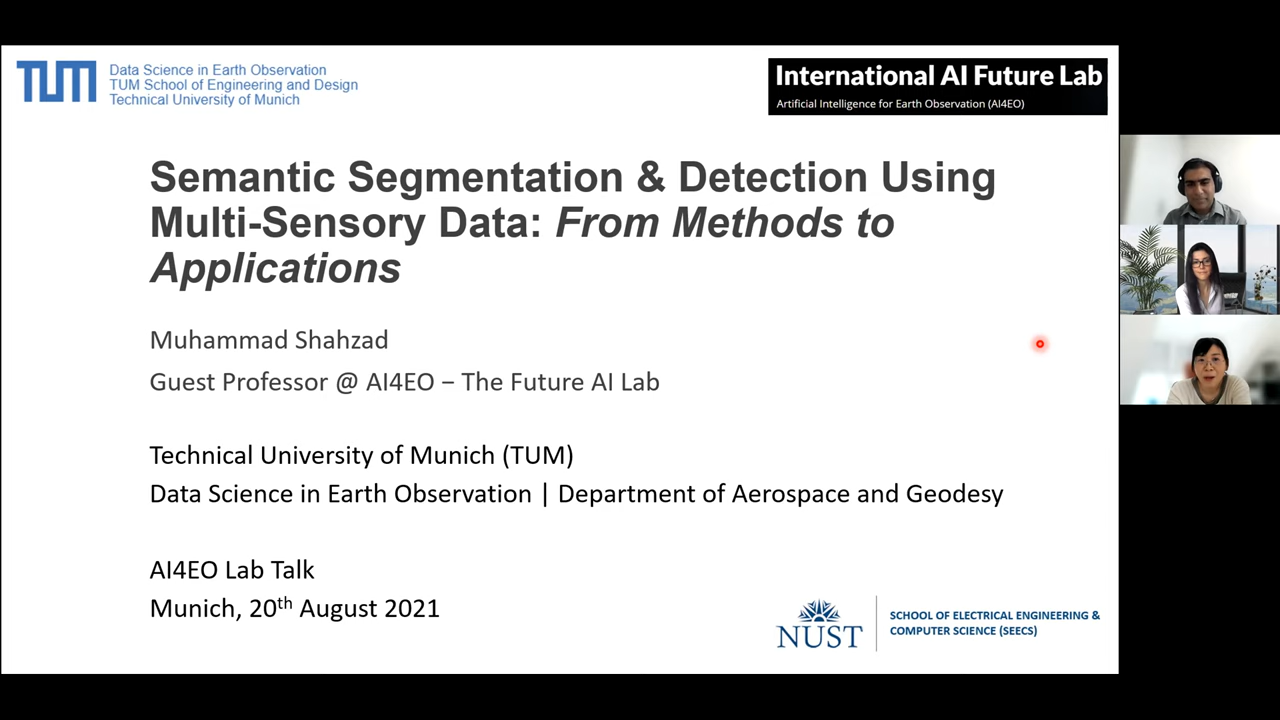 TUM
Data Science in Earth Observation
TUM School of Engineering and Design
Technical University of Munich
International AI Future Lab
Artificial Intelligence for Earth Observation (AI4EO)
Semantic Segmentation & Detection Using
Multi-Sensory Data: From Methods to
Applications
Muhammad Shahzad
Guest Professor @ AI4EO – The Future AI Lab
Technical University of Munich (TUM)
Data Science in Earth Observation | Department of Aerospace and Geodesy
AI4EO Lab Talk
Munich, 20th August 2021
NUST
SCHOOL OF ELECTRICAL ENGINEERING &
COMPUTER SCIENCE (SEECS)